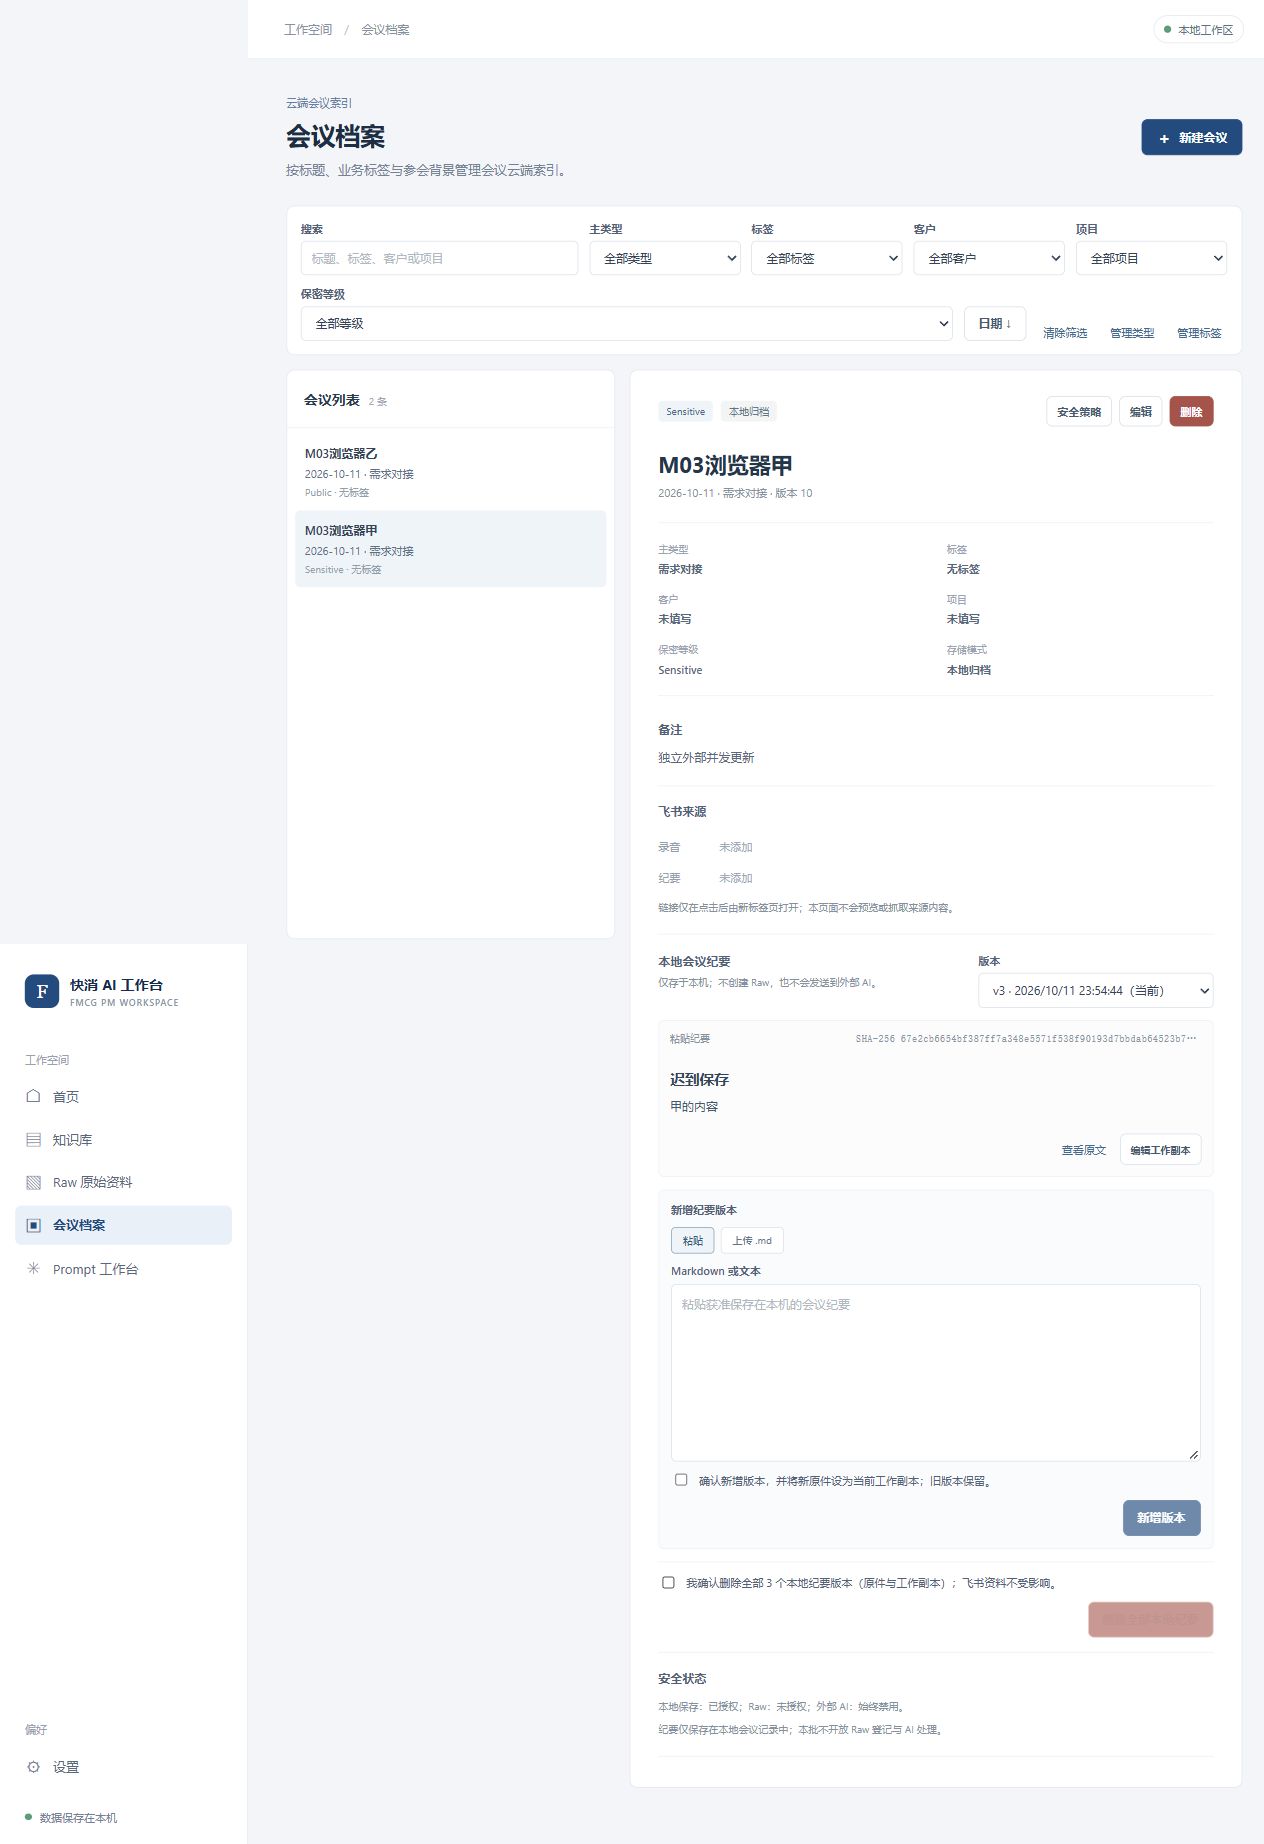 工作空间 / 会议档案
本地工作区
云端会议索引
会议档案
+ 新建会议
按标题、业务标签与参会背景管理会议云端索引。
搜索
主类型
标签
客户
项目
标题、标签、客户或项目
全部类型
全部标签
全部客户
全部项目
保密等级
全部等级
日期 ↓
清除筛选
管理类型
管理标签
会议列表 2 条
M03浏览器乙
2026-10-11 · 需求对接
Public · 无标签
M03浏览器甲
2026-10-11 · 需求对接
Sensitive · 无标签
Sensitive
本地归档
安全策略
编辑
删除
M03浏览器甲
2026-10-11 · 需求对接 · 版本 10
主类型
需求对接
标签
无标签
客户
未填写
项目
未填写
保密等级
Sensitive
存储模式
本地归档
备注
独立外部并发更新
飞书来源
录音 未添加
纪要 未添加
链接仅在点击后由新标签页打开；本页面不会预览或抓取来源内容。
本地会议纪要
仅存于本机；不创建 Raw，也不会发送到外部 AI。
版本
v3 · 2026/10/11 23:54:44（当前）
粘贴纪要
SHA-256 67e2cb6654bf387ff7a348e5571f538f90193d7bbdab64523b7…
迟到保存
甲的内容
查看原文
编辑工作副本
新增纪要版本
粘贴
上传 .md
Markdown 或文本
粘贴获准保存在本机的会议纪要
确认新增版本，并将新原件设为当前工作副本；旧版本保留。
新增版本
我确认删除全部 3 个本地纪要版本（原件与工作副本）；飞书资料不受影响。
安全状态
本地保存：已授权；Raw：未授权；外部 AI：始终禁用。
纪要仅保存在本地会议记录中；本批不开放 Raw 登记与 AI 处理。
F
快消 AI 工作台
FMCG PM WORKSPACE
工作空间
首页
知识库
Raw 原始资料
会议档案
Prompt 工作台
偏好
设置
数据保存在本机